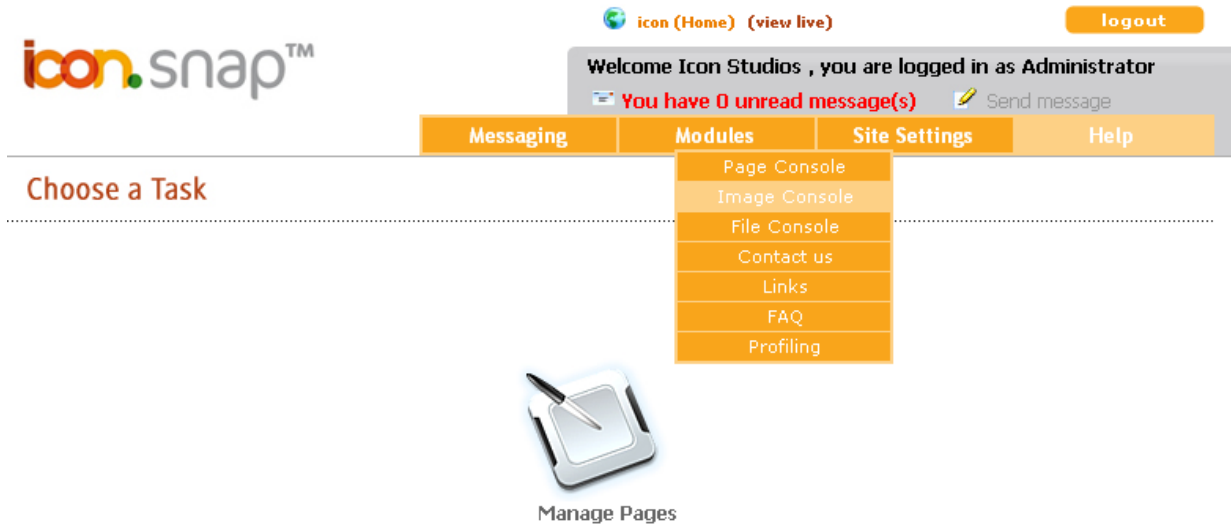 icon (Home) (view live)
logout
icon.snap™
Welcome Icon Studios , you are logged in as Administrator
You have 0 unread message(s) Send message
Messaging Modules Site Settings Help
Page Console
Choose a Task
Image Console
File Console
Contact us
Links
FAQ
Profiling
Manage Pages